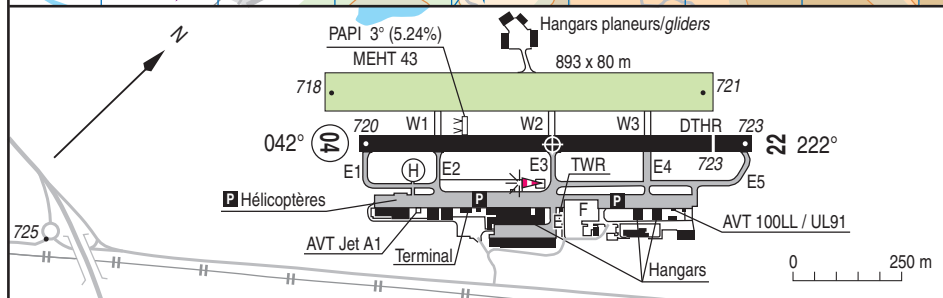 N
Hangars planeurs/gliders
PAPI 3° (5.24%)
MEHT 43
893 x 80 m
718
721
W1
W2
W3
DTHR
720
723
042°
04
22
222°
723
E1
H
E2
E3
TWR
E4
E5
P Hélicoptères
P
F
P
AVT 100LL / UL91
725
AVT Jet A1
Terminal
Hangars
0
250 m